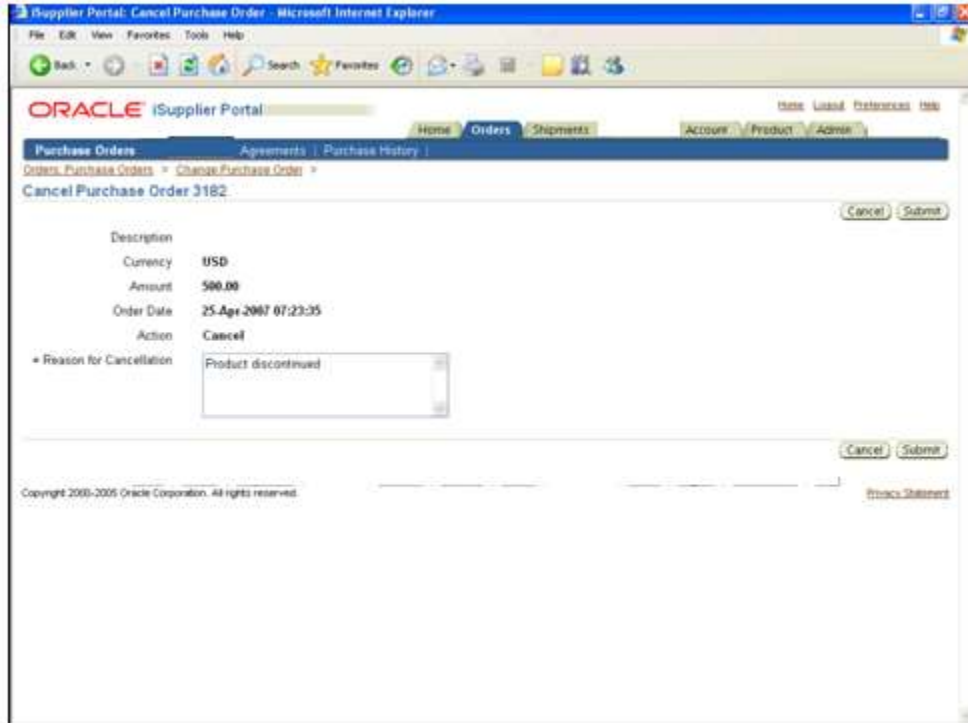 iSupplier Portal: Cancel Purchase Order - Microsoft Internet Explorer
File Edit View Favorites Tools Help
Back Search Favorites
ORACLE iSupplier Portal
Home Logout Preferences Help
Home Orders Shipments Account Product Admin
Purchase Orders Agreements | Purchase History |
Orders: Purchase Orders > Change Purchase Order >
Cancel Purchase Order 3182
Cancel Submit
Description
Currency USD
Amount 500.00
Order Date 25-Apr-2007 07:23:35
Action Cancel
* Reason for Cancellation Product discontinued
Cancel Submit
Copyright 2000-2005 Oracle Corporation. All rights reserved. Privacy Statement